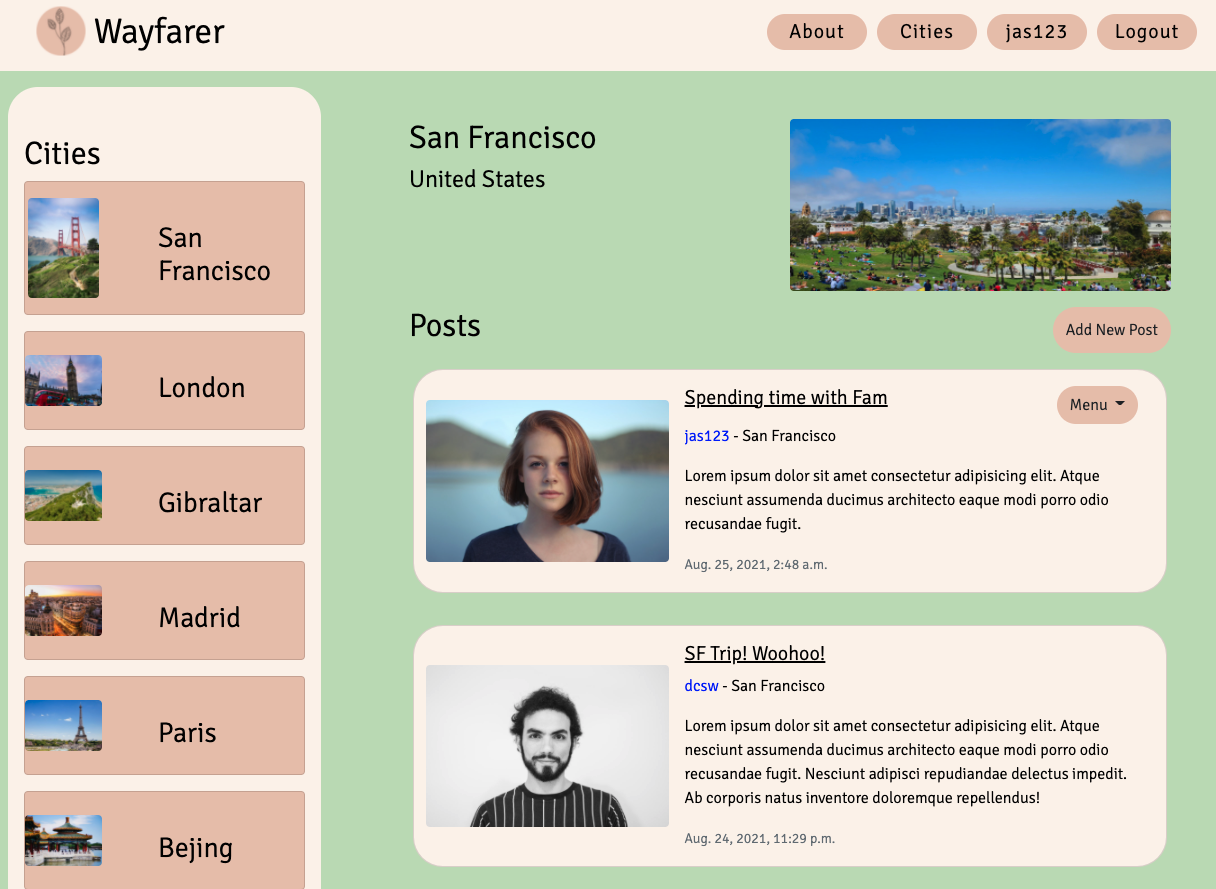 Wayfarer
About
Cities
jas123
Logout
Cities
San
Francisco
London
Gibraltar
Madrid
Paris
Bejing
San Francisco
United States
Posts
Add New Post
Spending time with Fam
Menu
jas123 - San Francisco
Lorem ipsum dolor sit amet consectetur adipisicing elit. Atque
nesciunt assumenda ducimus architecto eaque modi porro odio
recusandae fugit.
Aug. 25, 2021, 2:48 a.m.
SF Trip! Woohoo!
dcsw - San Francisco
Lorem ipsum dolor sit amet consectetur adipisicing elit. Atque
nesciunt assumenda ducimus architecto eaque modi porro odio
recusandae fugit. Nesciunt adipisci repudiandae delectus impedit.
Ab corporis natus inventore doloremque repellendus!
Aug. 24, 2021, 11:29 p.m.